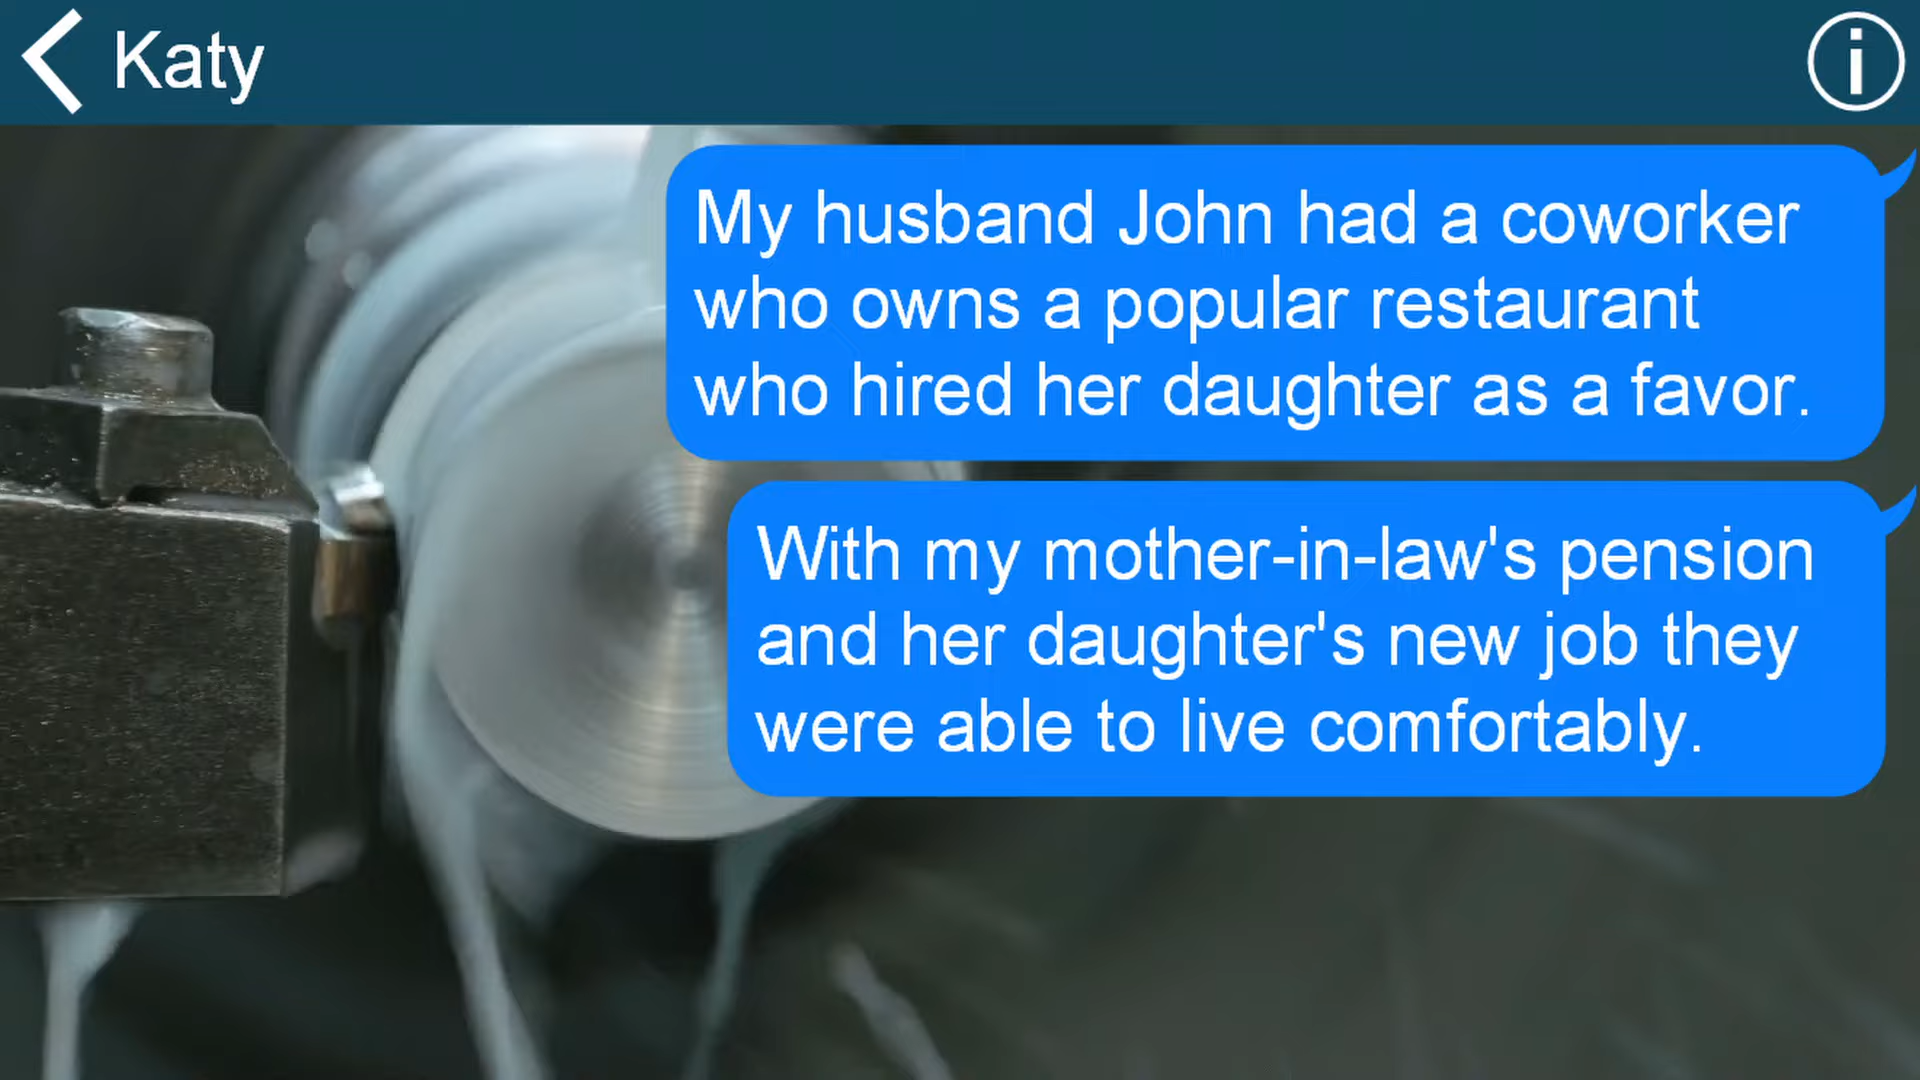 Katy
My husband John had a coworker
who owns a popular restaurant
who hired her daughter as a favor.
With my mother-in-law's pension
and her daughter's new job they
were able to live comfortably.